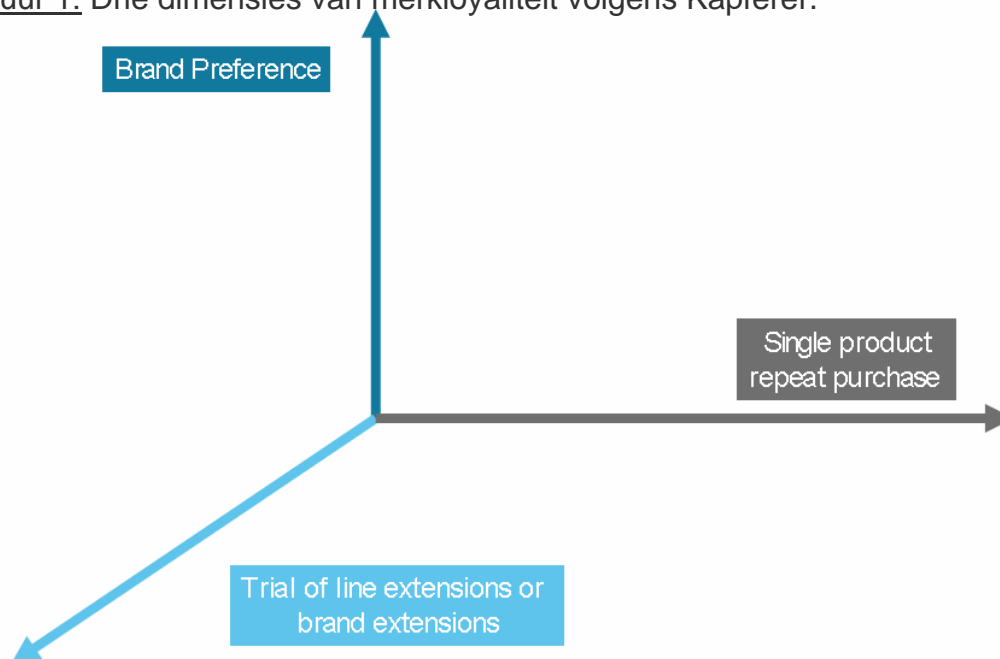 uur 1: Drie dimensies van merkloyaliteit volgens Kapferer.
Brand Preference
Single product
repeat purchase
Trial of line extensions or
brand extensions